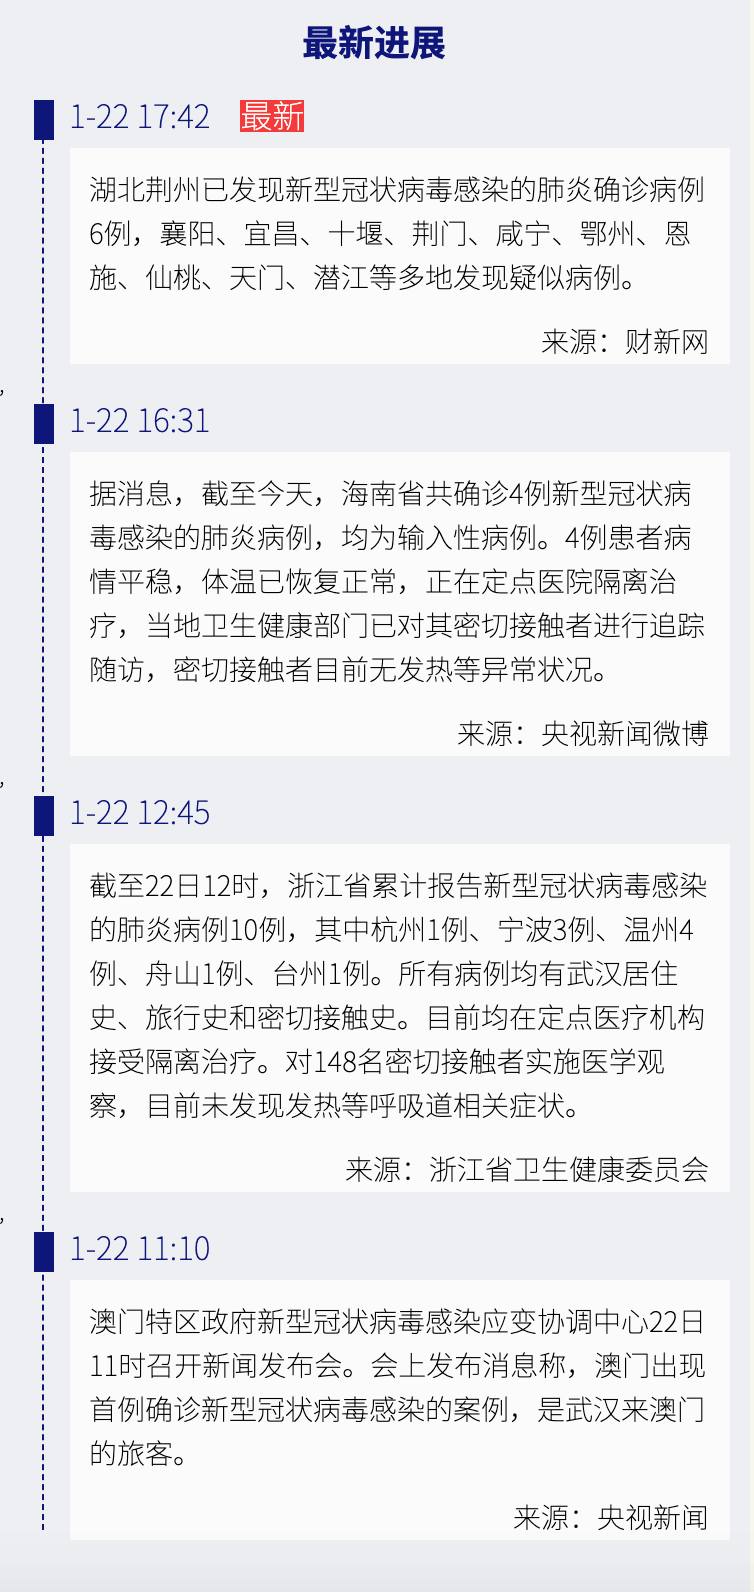 最新进展
1-22 17:42 最新
湖北荆州已发现新型冠状病毒感染的肺炎确诊病例
6例，襄阳、宜昌、十堰、荆门、咸宁、鄂州、恩
施、仙桃、天门、潜江等多地发现疑似病例。
来源：财新网
，
1-22 16:31
据消息，截至今天，海南省共确诊4例新型冠状病
毒感染的肺炎病例，均为输入性病例。4例患者病
情平稳，体温已恢复正常，正在定点医院隔离治
疗，当地卫生健康部门已对其密切接触者进行追踪
随访，密切接触者目前无发热等异常状况。
来源：央视新闻微博
，
1-22 12:45
截至22日12时，浙江省累计报告新型冠状病毒感染
的肺炎病例10例，其中杭州1例、宁波3例、温州4
例、舟山1例、台州1例。所有病例均有武汉居住
史、旅行史和密切接触史。目前均在定点医疗机构
接受隔离治疗。对148名密切接触者实施医学观
察，目前未发现发热等呼吸道相关症状。
来源：浙江省卫生健康委员会
，
1-22 11:10
澳门特区政府新型冠状病毒感染应变协调中心22日
11时召开新闻发布会。会上发布消息称，澳门出现
首例确诊新型冠状病毒感染的案例，是武汉来澳门
的旅客。
来源：央视新闻